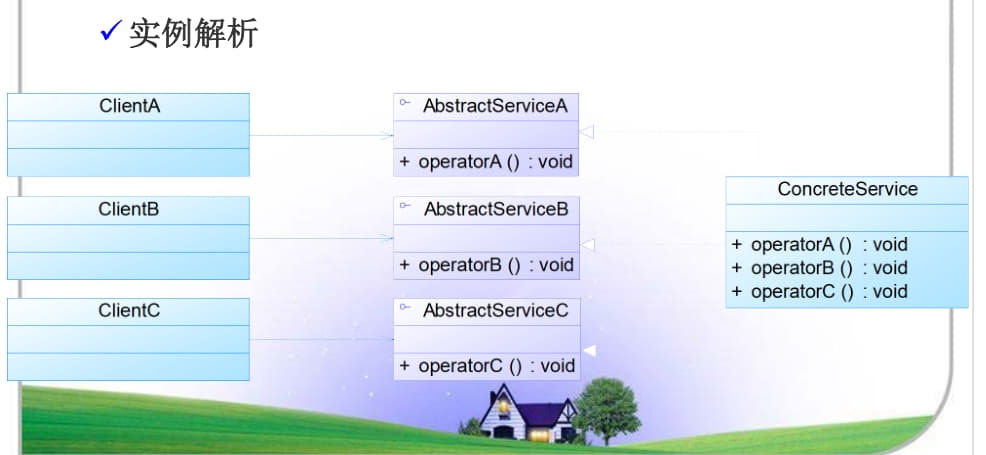 实例解析
ClientA
AbstractServiceA
+ operatorA () : void
ConcreteService
+ operatorA () : void
+ operatorB () : void
+ operatorC () : void
ClientB
AbstractServiceB
+ operatorB () : void
ClientC
AbstractServiceC
+ operatorC () : void